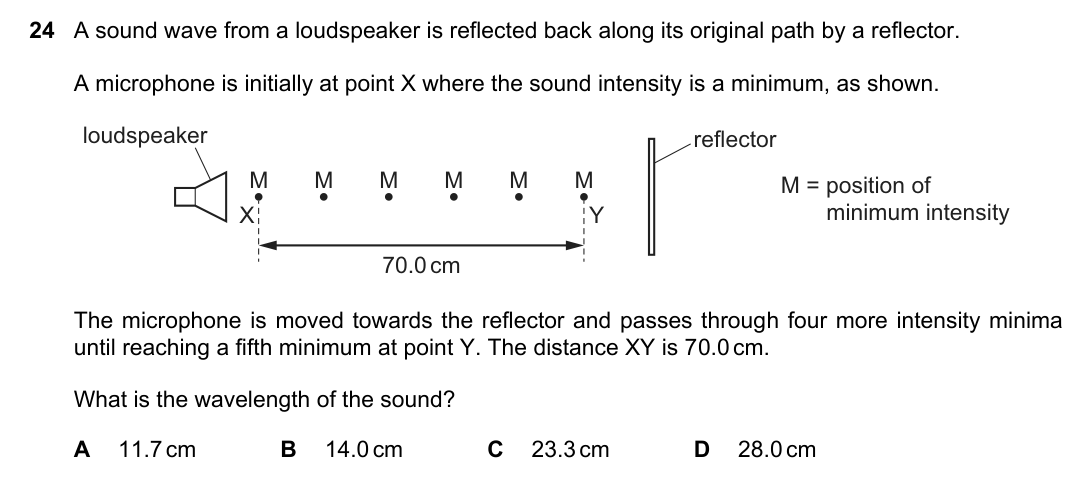 24 A sound wave from a loudspeaker is reflected back along its original path by a reflector.
A microphone is initially at point X where the sound intensity is a minimum, as shown.
loudspeaker
reflector
M M M M M M
M = position of
minimum intensity
X Y
70.0 cm
The microphone is moved towards the reflector and passes through four more intensity minima
until reaching a fifth minimum at point Y. The distance XY is 70.0 cm.
What is the wavelength of the sound?
A 11.7 cm B 14.0 cm C 23.3 cm D 28.0 cm